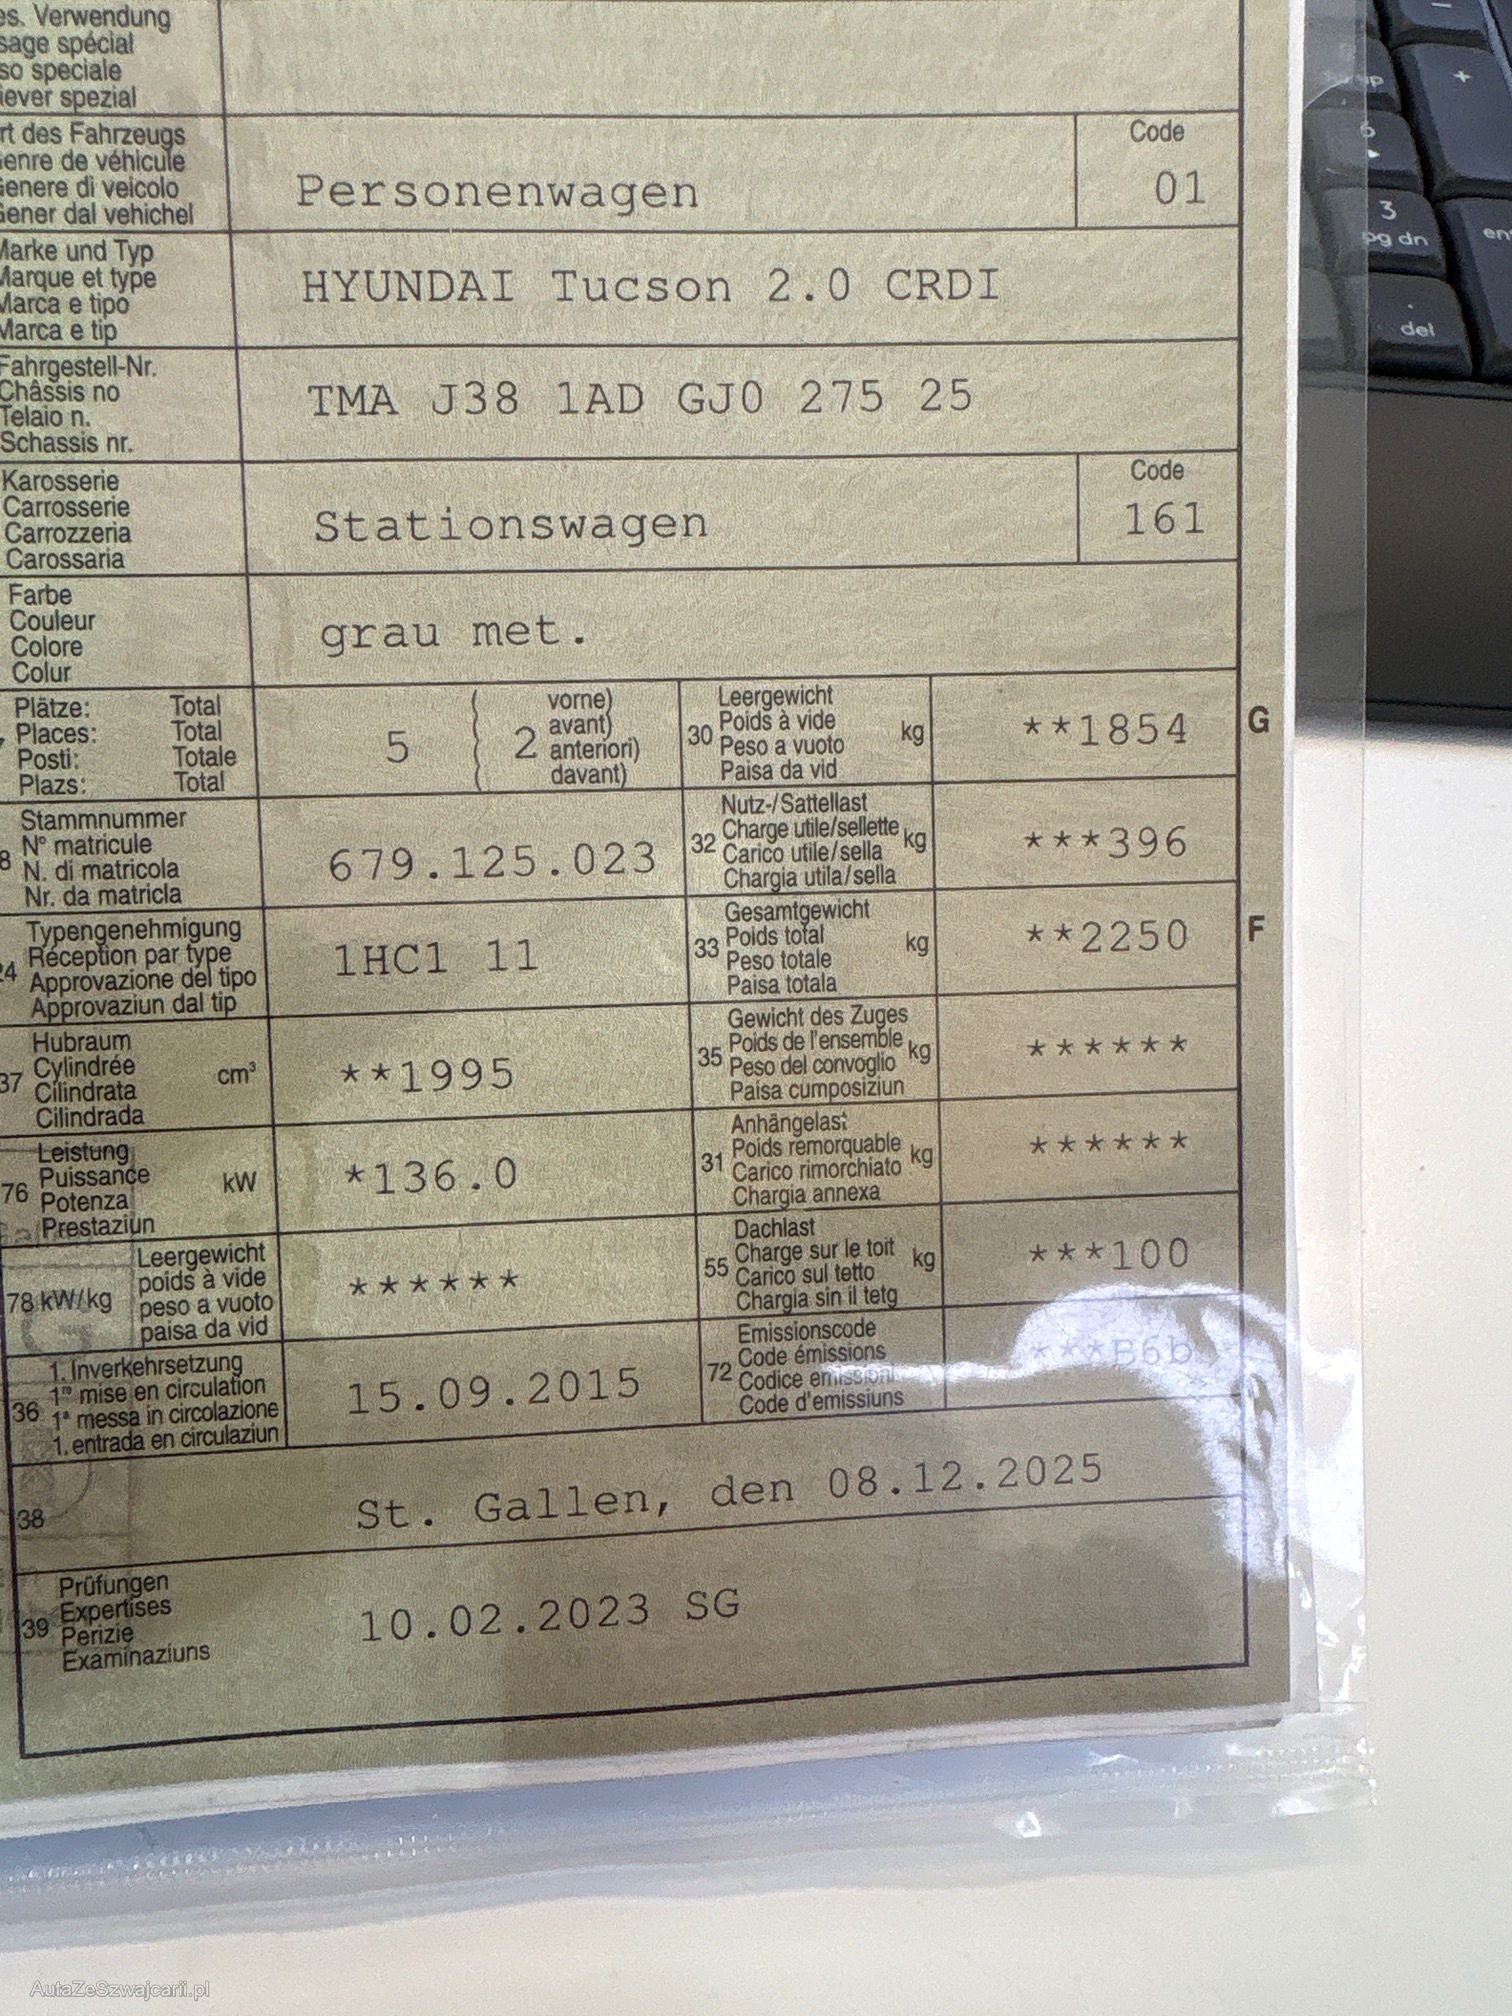 es. Verwendung
sage spécial
so speciale
iever spezial
rt des Fahrzeugs
enre de véhicule
Genere di veicolo
Gener dal vehichel
Personenwagen
Code
01
Marke und Typ
Marque et type
Marca e tipo
Marca e tip
HYUNDAI Tucson 2.0 CRDI
Fahrgestell-Nr.
Châssis no
Telaio n.
Schassis nr.
TMA J38 1AD GJ0 275 25
Karosserie
Carrosserie
Carrozzeria
Carossaria
Stationswagen
Code
161
Farbe
Couleur
Colore
Colur
grau met.
Plätze: Total
Places: Total
Posti: Totale
Plazs: Total
5
2
vorne)
avant)
anteriori)
davant)
30
Leergewicht
Poids à vide
Peso a vuoto
Paisa da vid
kg
**1854
G
8
Stammnummer
N° matricule
N. di matricola
Nr. da matricla
679.125.023
32
Nutz-/Sattellast
Charge utile/sellette
Carico utile/sella
Chargia utila/sella
kg
***396
24
Typengenehmigung
Réception par type
Approvazione del tipo
Approvaziun dal tip
1HC1 11
33
Gesamtgewicht
Poids total
Peso totale
Paisa totala
kg
**2250
F
37
Hubraum
Cylindrée
Cilindrata
Cilindrada
cm³
**1995
35
Gewicht des Zuges
Poids de l'ensemble
Peso del convoglio
Paisa cumposiziun
kg
******
76
Leistung
Puissance
Potenza
Prestaziun
kW
*136.0
31
Anhängelast
Poids remorquable
Carico rimorchiato
Chargia annexa
kg
******
78 kW/kg
Leergewicht
poids à vide
peso a vuoto
paisa da vid
******
55
Dachlast
Charge sur le toit
Carico sul tetto
Chargia sin il tetg
kg
***100
36
1. Inverkehrsetzung
1re mise en circulation
1a messa in circolazione
1. entrada en circulaziun
15.09.2015
72
Emissionscode
Code émissions
Codice emissioni
Code d'emissiuns
***B6b
38
St. Gallen, den 08.12.2025
39
Prüfungen
Expertises
Perizie
Examinaziuns
10.02.2023 SG
+
6
3
pg dn
.
del
AutaZeSzwajcarii.pl